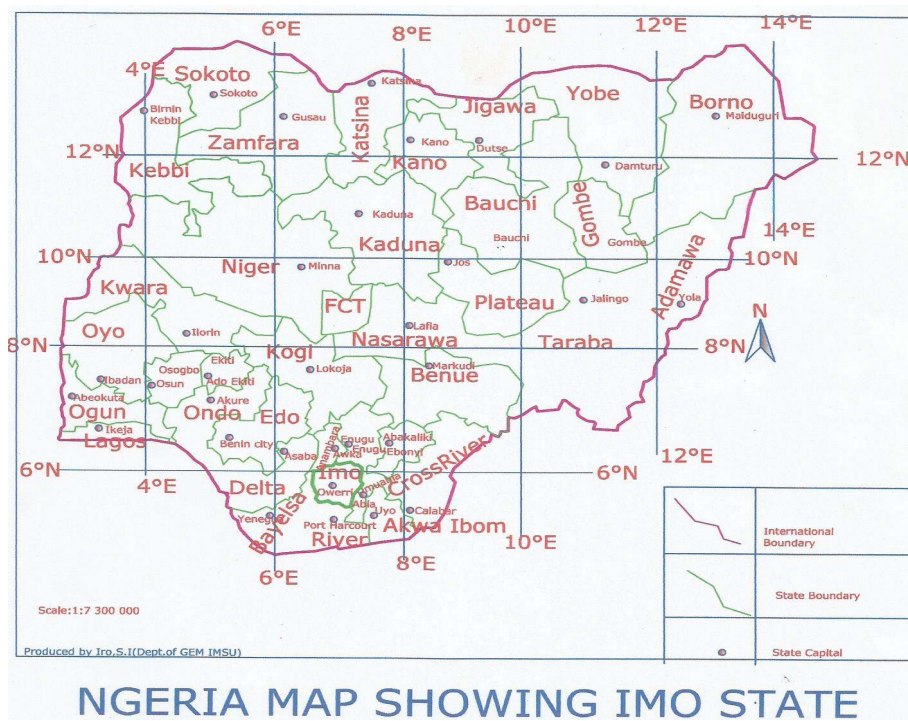 4°E
6°E
8°E
10°E
12°E
14°E
Sokoto
Sokoto
Katsina
Katsina
Jigawa
Yobe
Borno
Maiduguri
Birnin
Kebbi
Gusau
Zamfara
Kano
Kano
Dutse
Damturu
12°N
12°N
Kebbi
Bauchi
Bauchi
Gombe
Gombe
Kaduna
Kaduna
14°E
10°N
10°N
Niger
Minna
Jos
Adamawa
Yola
Kwara
FCT
Plateau
Jalingo
Oyo
Ilorin
Lafia
Nasarawa
Taraba
N
8°N
8°N
Kogi
Lokoja
Markudi
Benue
Ekiti
Osogbo
Ado Ekiti
Ibadan
Osun
Abeokuta
Akure
Ogun
Ondo
Edo
Ikeja
Lagos
Benin city
Asaba
Anambara
Enugu
Enugu
Awka
Abakaliki
Ebonyi
CrossRiver
12°E
6°N
6°N
4°E
Delta
Imo
Owerri
Umuahia
Abia
Bayelsa
Port Harcourt
Uyo
Calabar
Akwa Ibom
River
6°E
8°E
10°E
International
Boundary
State Boundary
State Capital
Scale:1:7 300 000
Produced by Iro,S.I(Dept.of GEM IMSU)
NGERIA MAP SHOWING IMO STATE